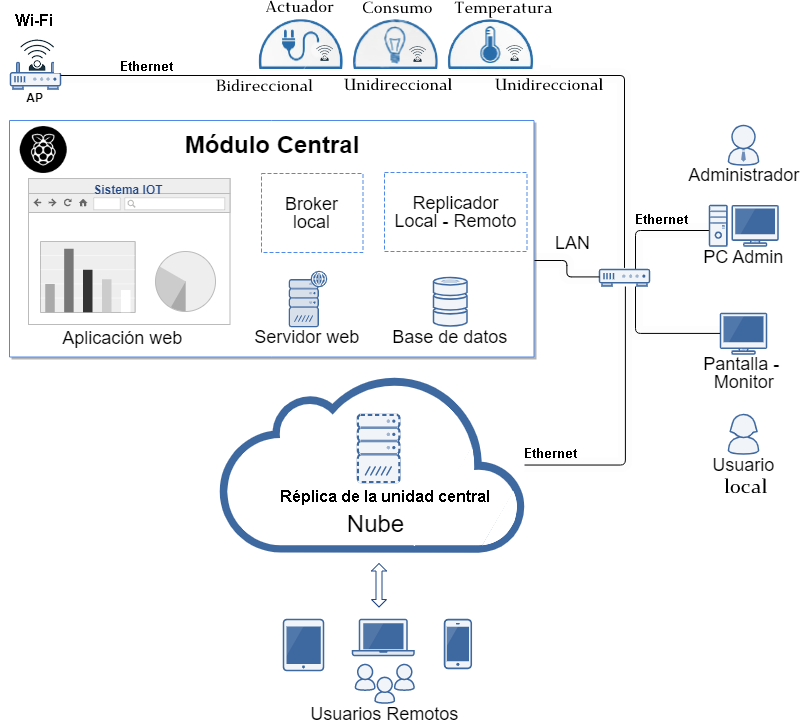 Actuador
Consumo
Temperatura
Wi-Fi
Ethernet
AP
Bidireccional
Unidireccional
Unidireccional
Módulo Central
Sistema IOT
Broker
local
Replicador
Local - Remoto
Aplicación web
Servidor web
Base de datos
LAN
Administrador
Ethernet
PC Admin
Pantalla -
Monitor
Usuario
local
Ethernet
Réplica de la unidad central
Nube
Usuarios Remotos